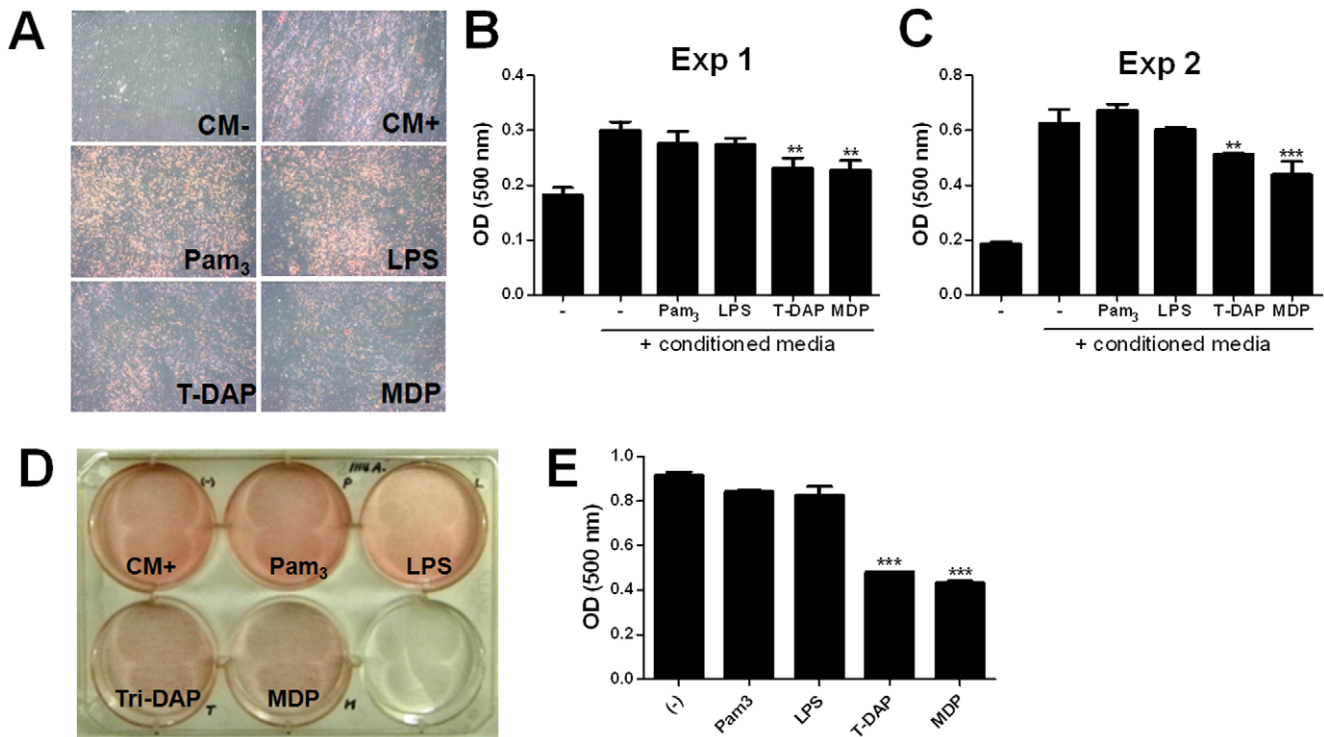 A
CM-
CM+
Pam3
LPS
T-DAP
MDP
B
Exp 1
OD (500 nm)
0.4
0.3
0.2
0.1
0.0
** **
- - Pam3 LPS T-DAP MDP
+ conditioned media
C
Exp 2
OD (500 nm)
0.8
0.6
0.4
0.2
0.0
** ***
- - Pam3 LPS T-DAP MDP
+ conditioned media
D
(-) P L
CM+ Pam3 LPS
Tri-DAP MDP
T M
E
OD (500 nm)
1.0
0.8
0.6
0.4
0.2
0.0
*** ***
(-) Pam3 LPS T-DAP MDP